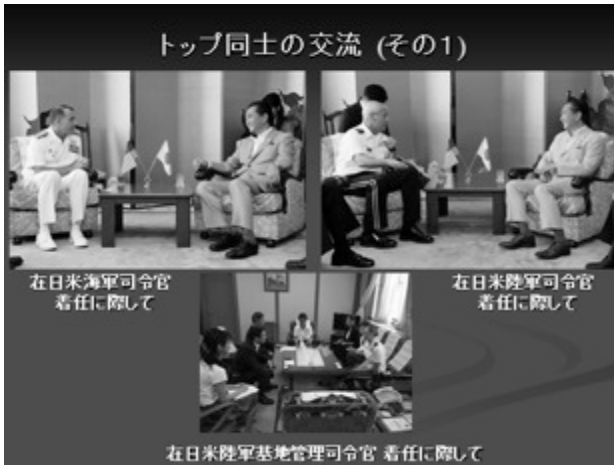 トップ同士の交流 (その1)
在日米海軍司令官
着任に際して
在日米陸軍司令官
着任に際して
在日米陸軍基地管理司令官 着任に際して